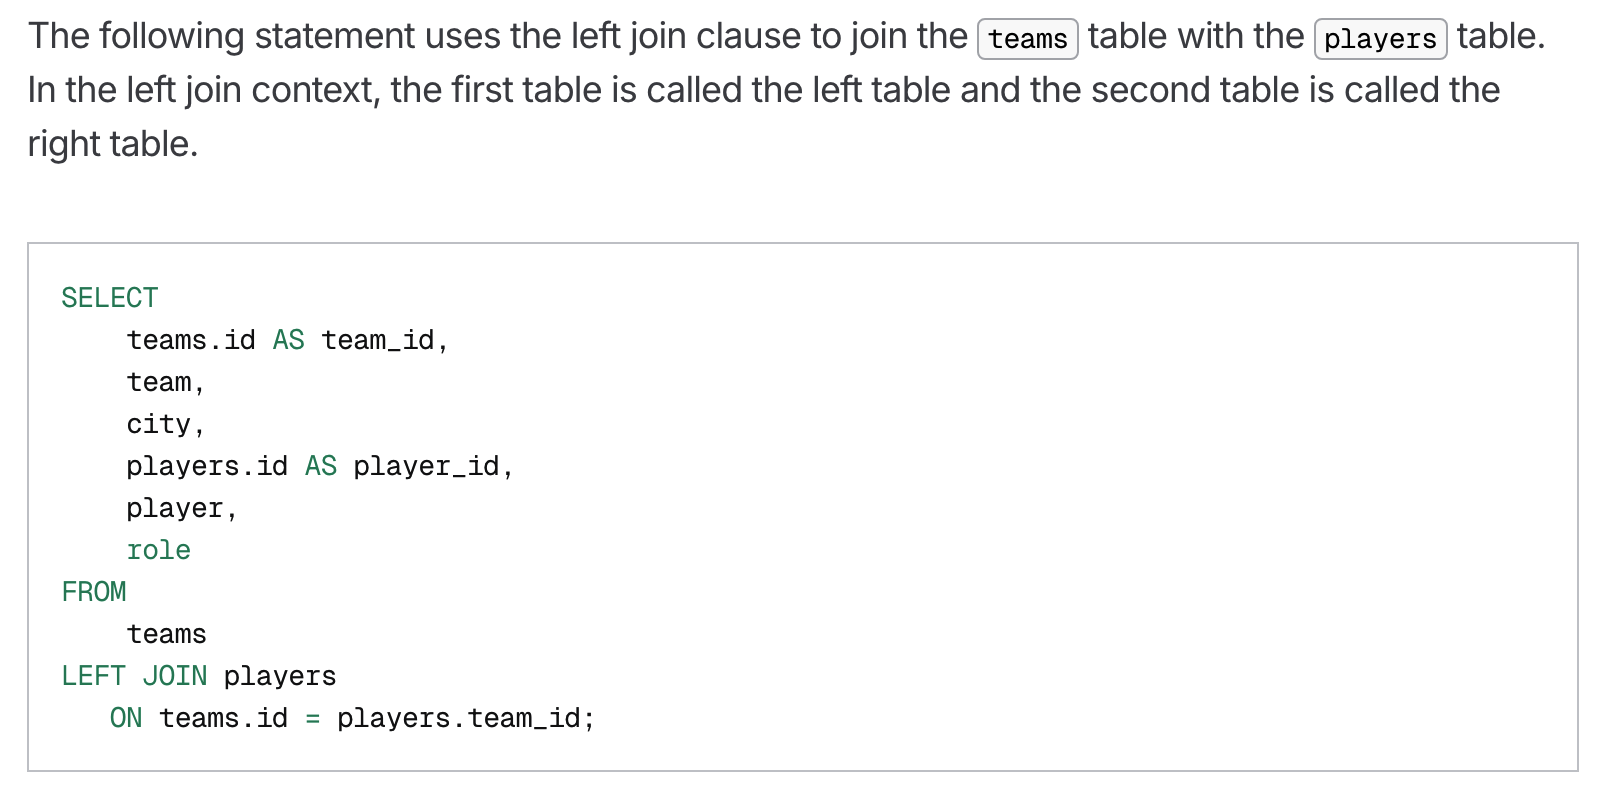 The following statement uses the left join clause to join the teams table with the players table.
In the left join context, the first table is called the left table and the second table is called the
right table.
SELECT
    teams.id AS team_id,
    team,
    city,
    players.id AS player_id,
    player,
    role
FROM
    teams
LEFT JOIN players
   ON teams.id = players.team_id;